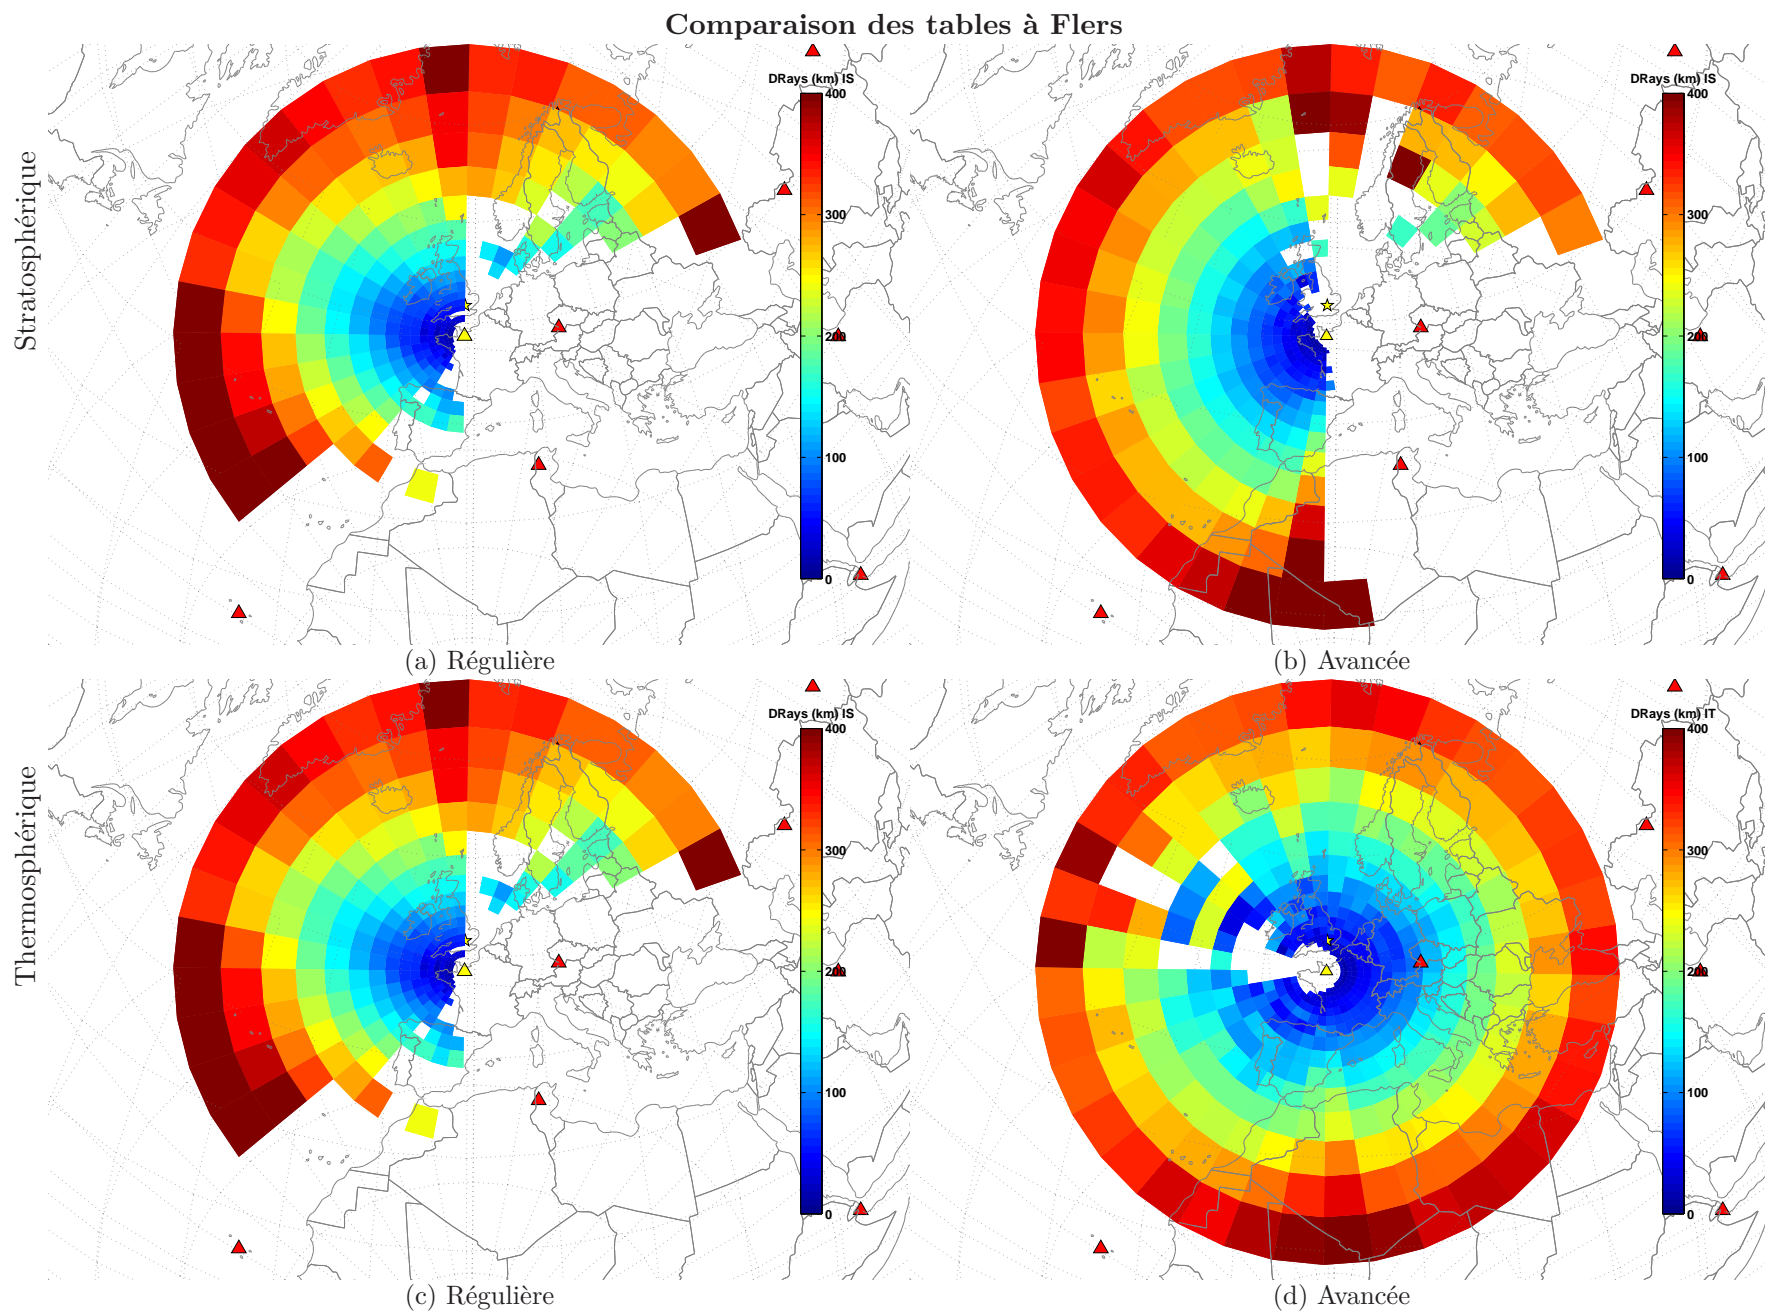 Comparaison des tables à Flers
Stratosphérique
DRays (km) IS
400
300
200
100
0
(a) Régulière
DRays (km) IS
400
300
200
100
0
(b) Avancée
Thermosphérique
DRays (km) IS
400
300
200
100
0
(c) Régulière
DRays (km) IT
400
300
200
100
0
(d) Avancée